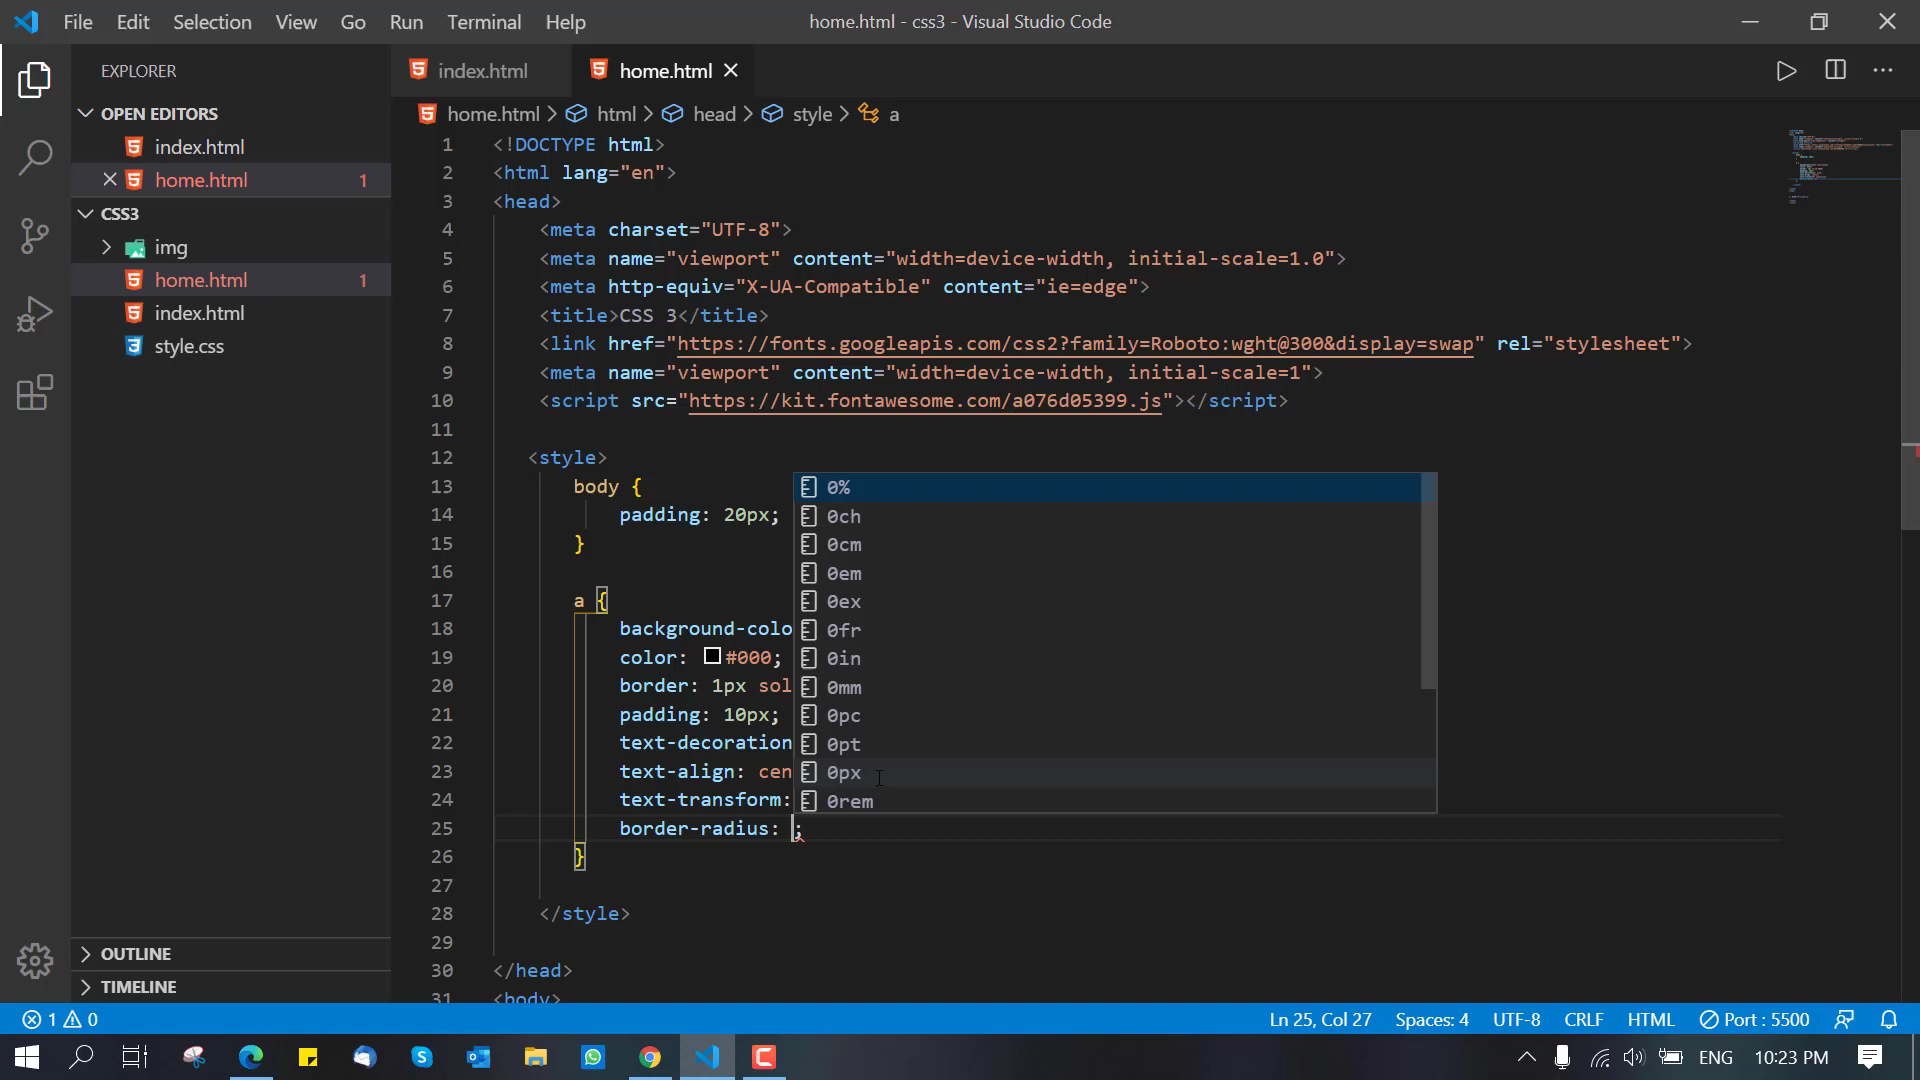 File Edit Selection View Go Run Terminal Help
home.html - css3 - Visual Studio Code
EXPLORER
OPEN EDITORS
index.html
home.html 1
CSS3
img
home.html 1
index.html
style.css
OUTLINE
TIMELINE
index.html home.html
home.html > html > head > style > a
1 <!DOCTYPE html>
2 <html lang="en">
3 <head>
4 <meta charset="UTF-8">
5 <meta name="viewport" content="width=device-width, initial-scale=1.0">
6 <meta http-equiv="X-UA-Compatible" content="ie=edge">
7 <title>CSS 3</title>
8 <link href="https://fonts.googleapis.com/css2?family=Roboto:wght@300&display=swap" rel="stylesheet">
9 <meta name="viewport" content="width=device-width, initial-scale=1">
10 <script src="https://kit.fontawesome.com/a076d05399.js"></script>
11
12 <style>
13 body {
14 padding: 20px;
15 }
16
17 a {
18 background-colo
19 color: #000;
20 border: 1px sol
21 padding: 10px;
22 text-decoration
23 text-align: cen
24 text-transform:
25 border-radius: ;
26 }
27
28 </style>
29
30 </head>
31 <body>
0%
0ch
0cm
0em
0ex
0fr
0in
0mm
0pc
0pt
0px
0rem
1 0
Ln 25, Col 27 Spaces: 4 UTF-8 CRLF HTML Port : 5500
ENG 10:23 PM